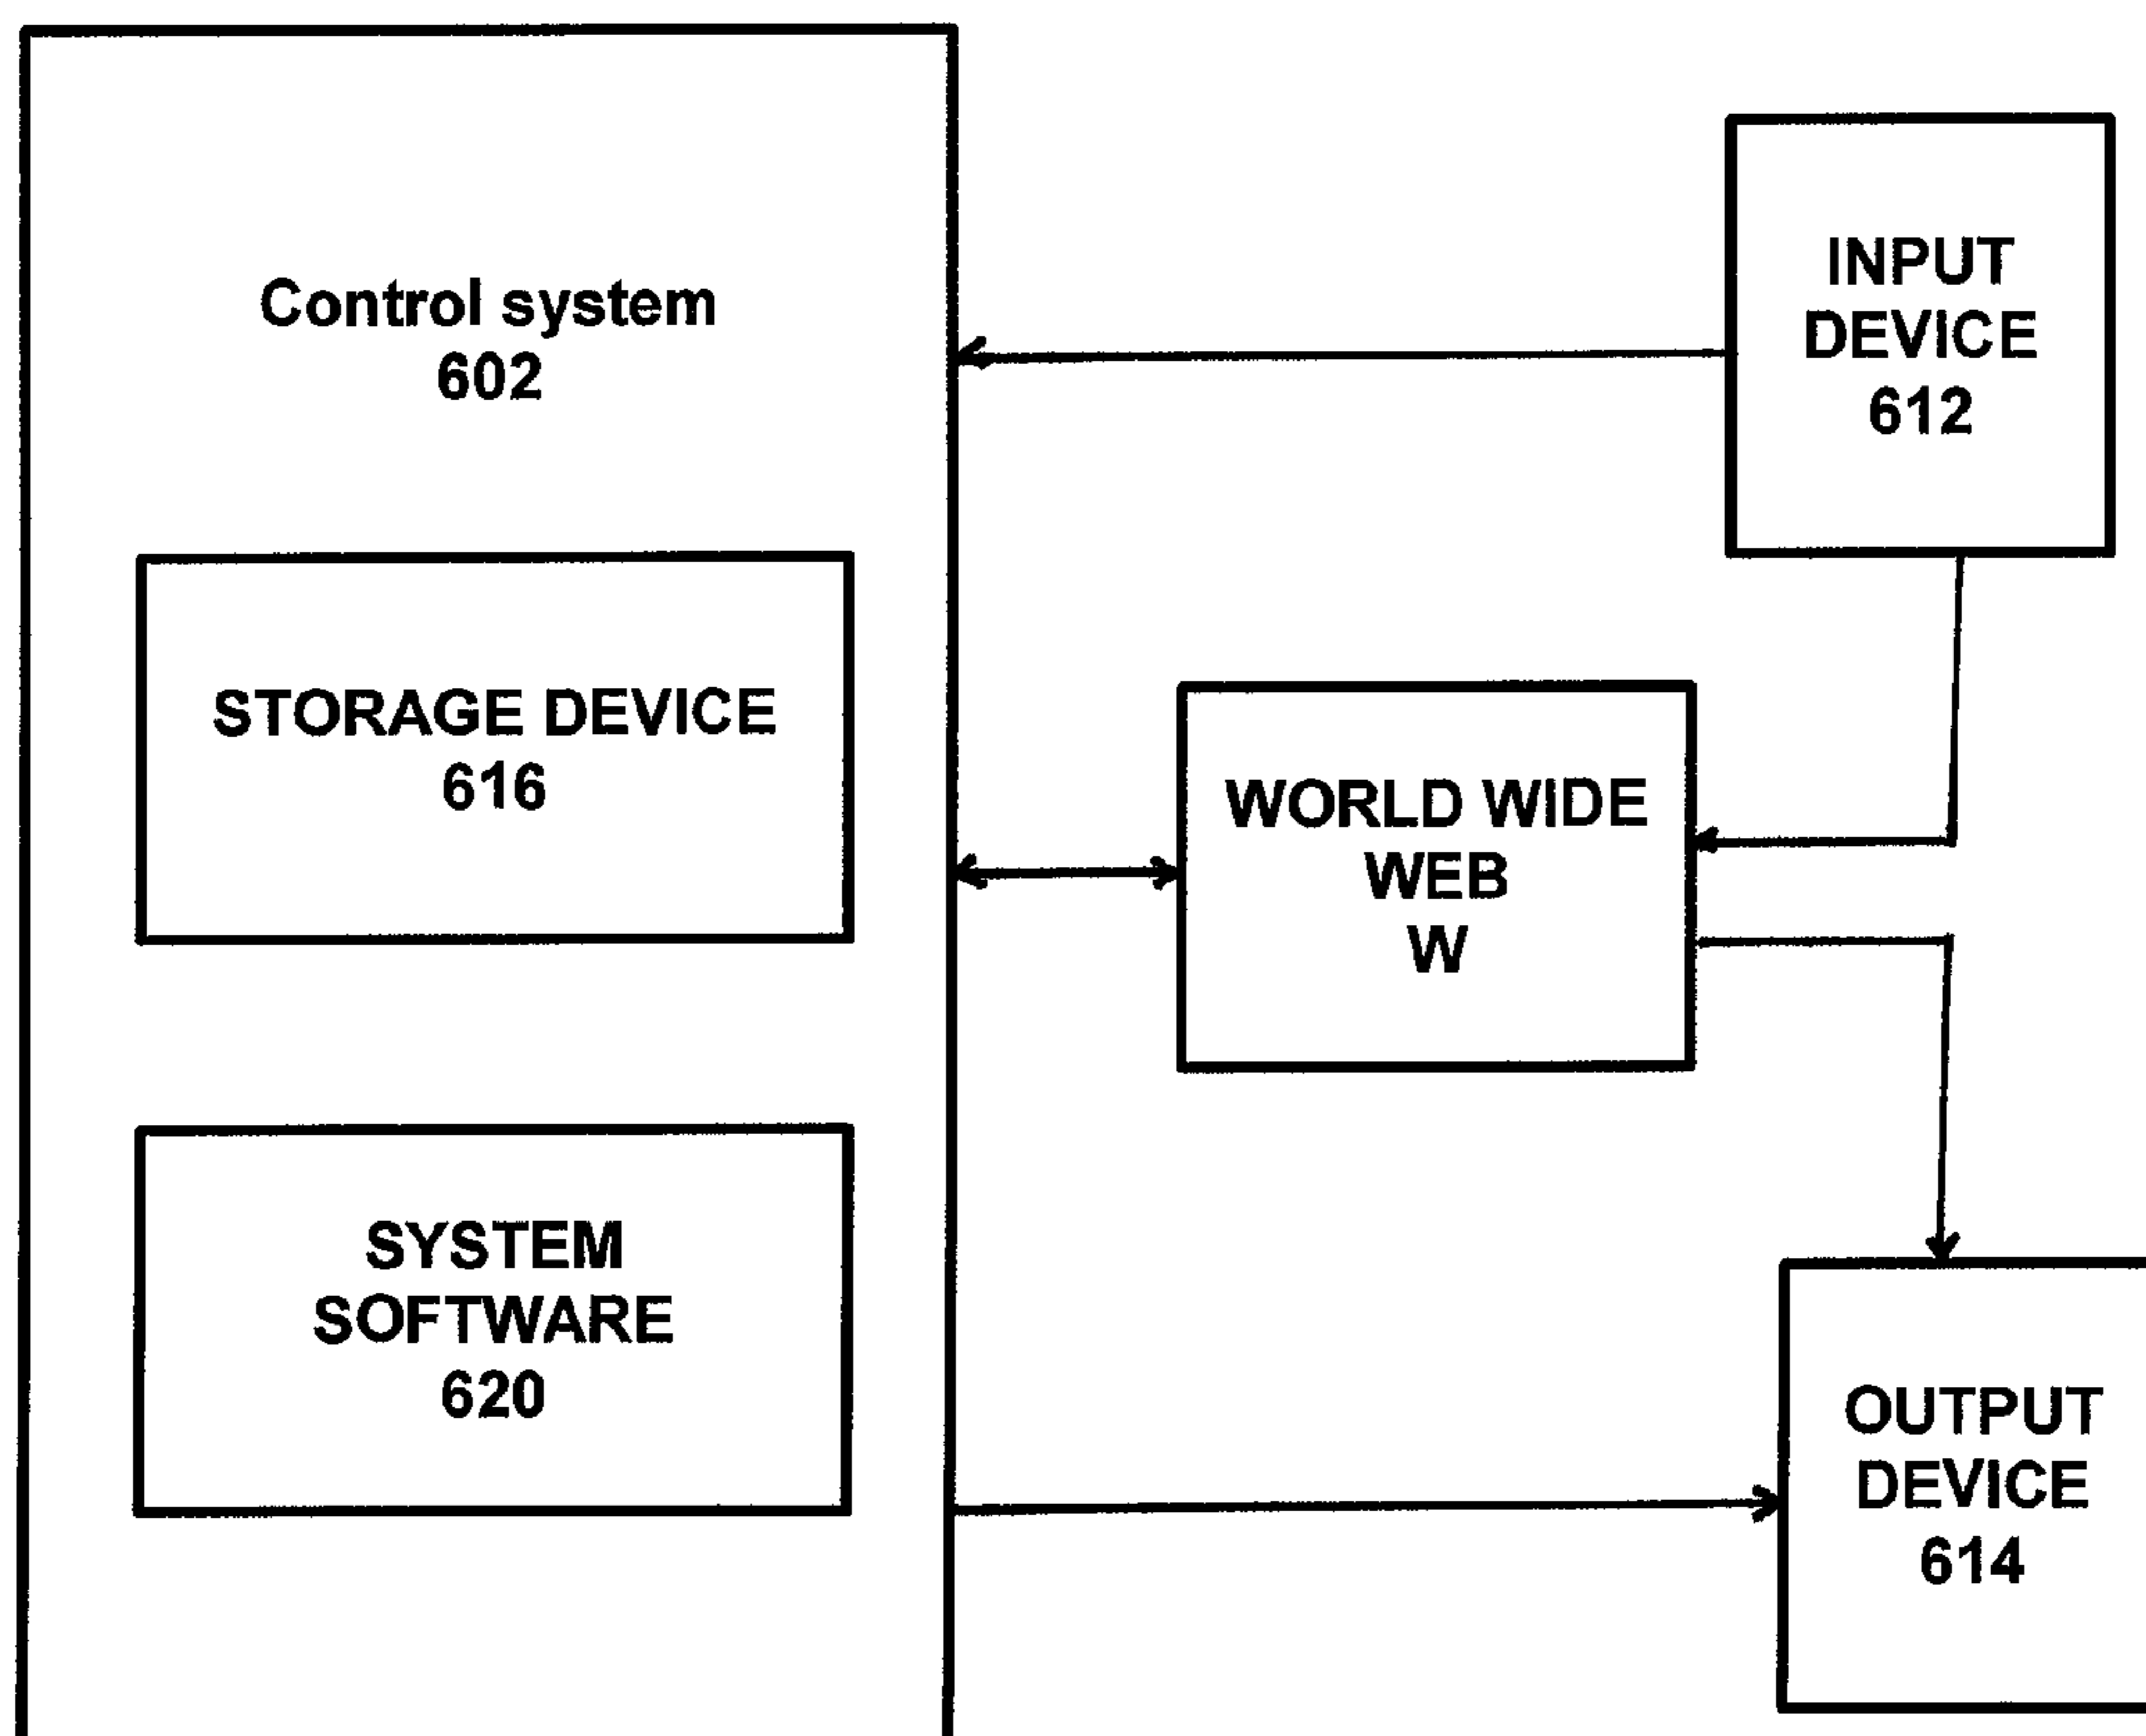 Control system
602
INPUT
DEVICE
612
STORAGE DEVICE
616
WORLD WIDE
WEB
W
SYSTEM
SOFTWARE
620
OUTPUT
DEVICE
614